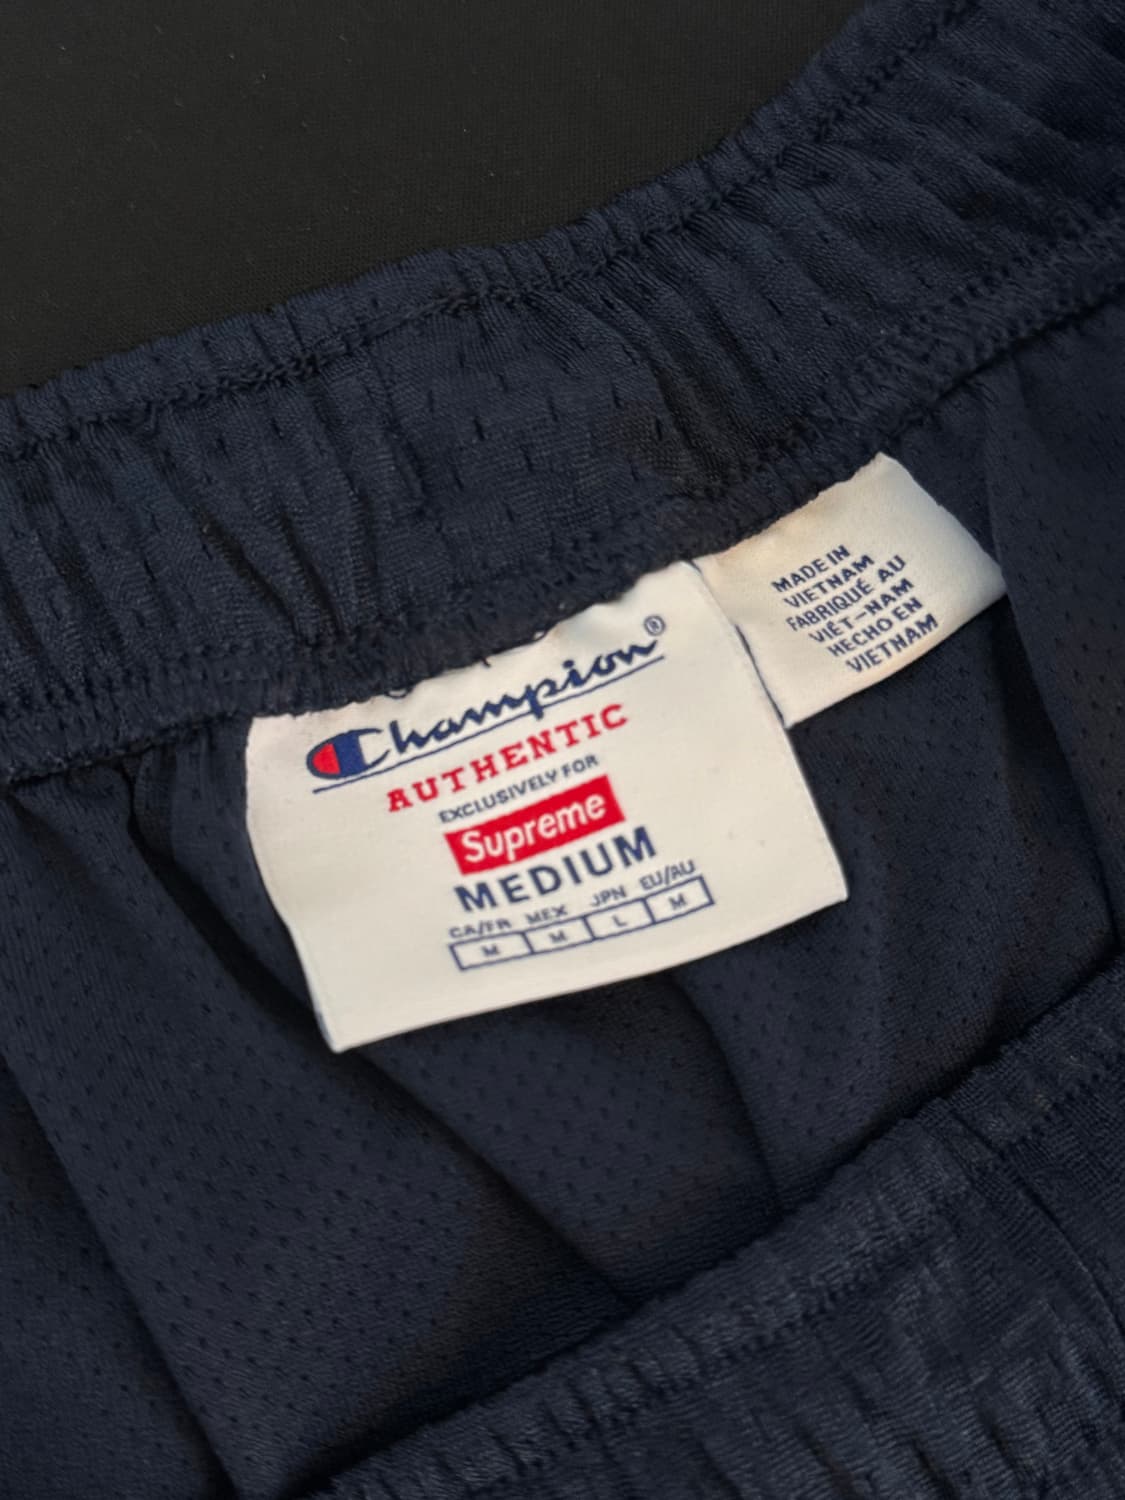 Champion®
AUTHENTIC
EXCLUSIVELY FOR
Supreme
MEDIUM
CA/FR MEX JPN EU/AU
M M L M
MADE IN
VIETNAM
FABRIQUÉ AU
VIÊT-NAM
HECHO EN
VIETNAM